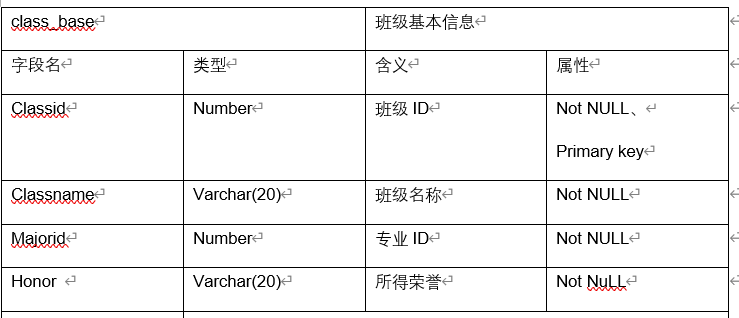 class_base 班级基本信息
字段名 类型 含义 属性
Classid Number 班级 ID Not NULL、
Primary key
Classname Varchar(20) 班级名称 Not NULL
Majorid Number 专业 ID Not NULL
Honor Varchar(20) 所得荣誉 Not NuLL